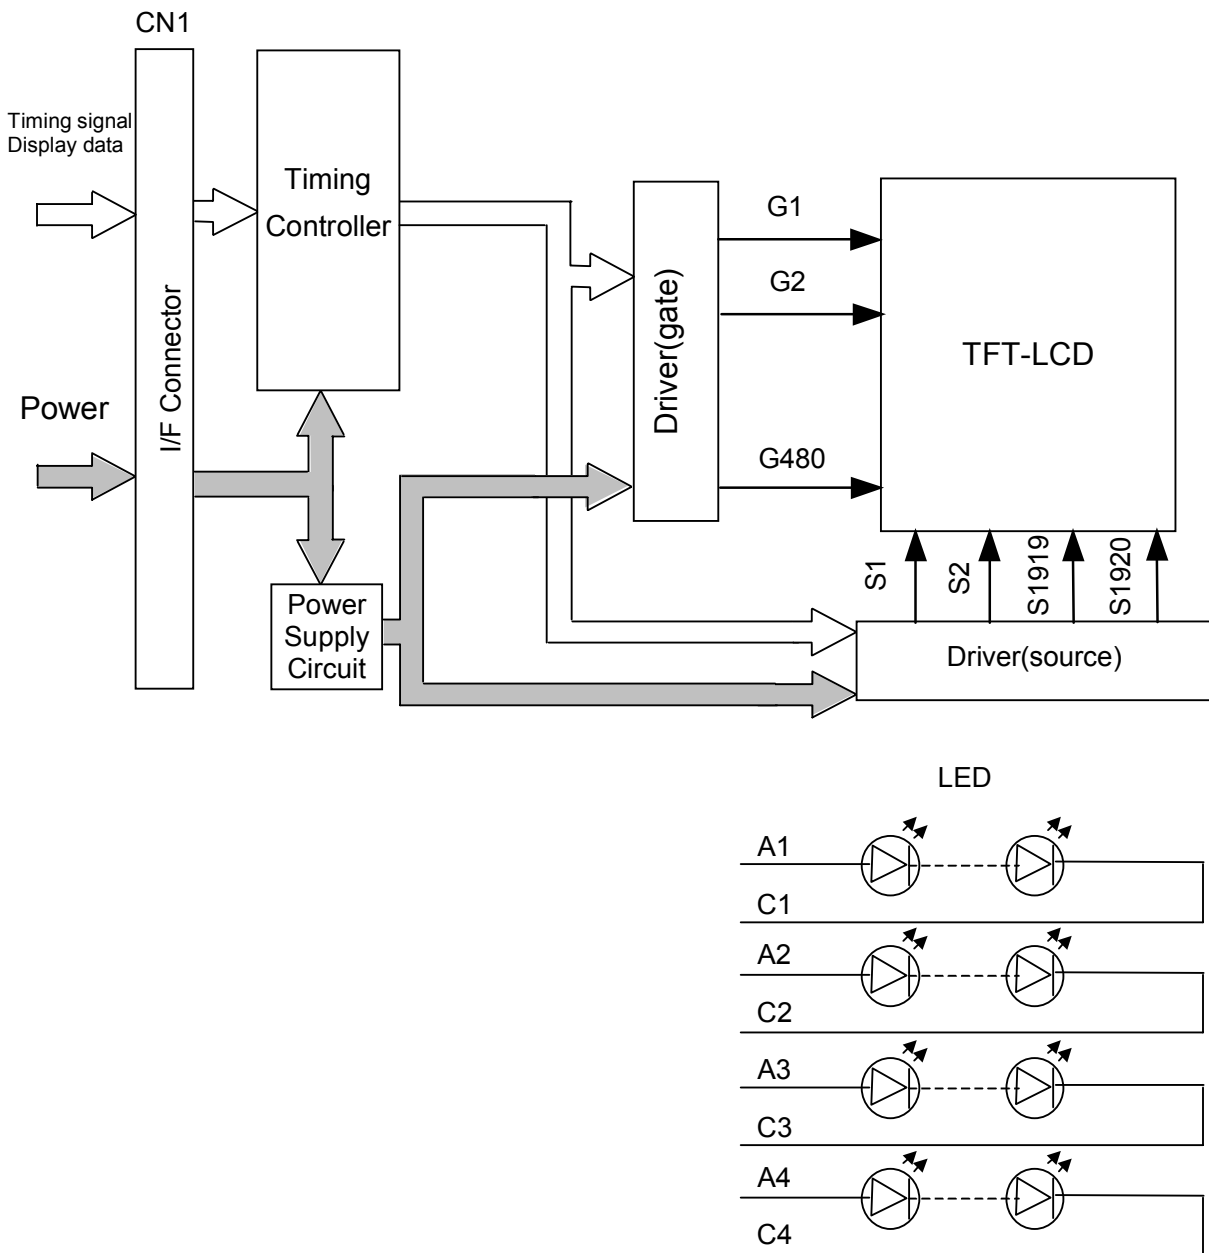 CN1
Timing signal
Display data
Power
I/F Connector
Timing
Controller
Power
Supply
Circuit
Driver(gate)
G1
G2
G480
TFT-LCD
S1
S2
S1919
S1920
Driver(source)
LED
A1
C1
A2
C2
A3
C3
A4
C4